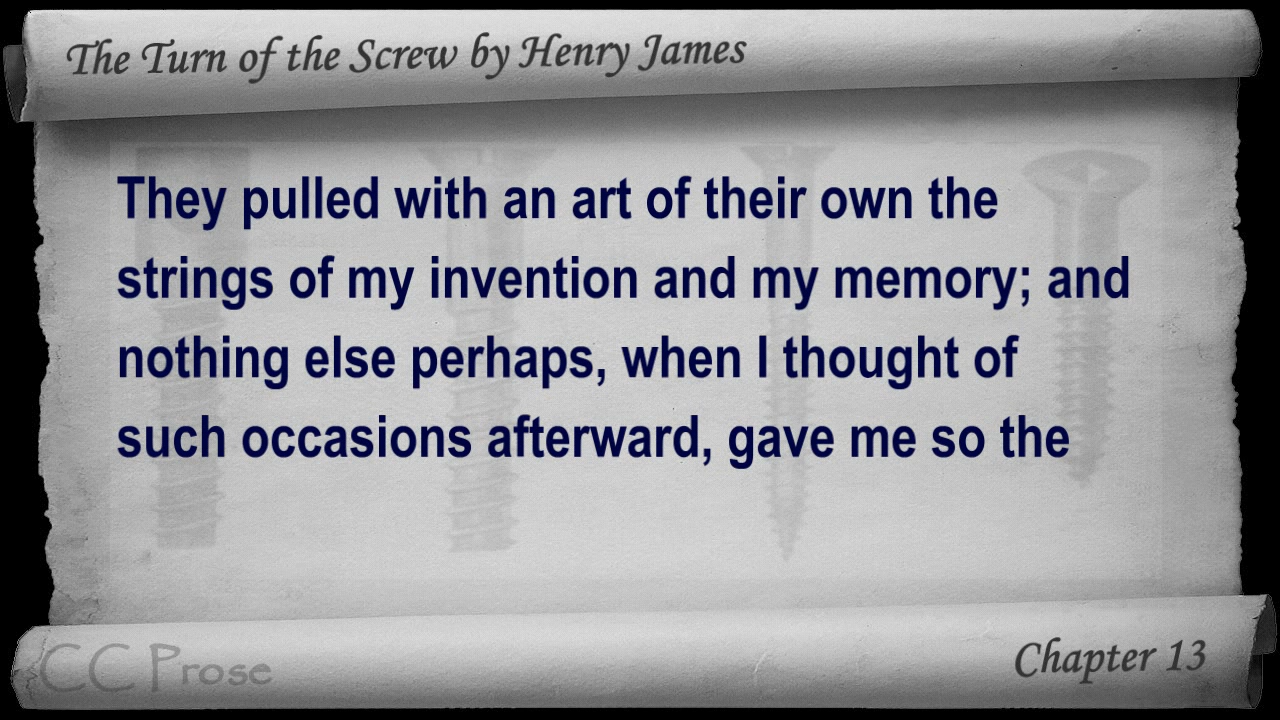 The Turn of the Screw by Henry James
They pulled with an art of their own the
strings of my invention and my memory; and
nothing else perhaps, when I thought of
such occasions afterward, gave me so the
CC Prose
Chapter 13